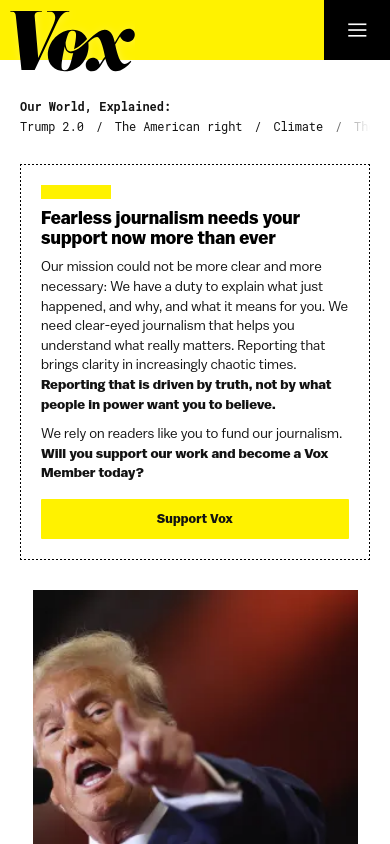 Vox
Our World, Explained:
Trump 2.0 / The American right / Climate / Th
Fearless journalism needs your
support now more than ever
Our mission could not be more clear and more
necessary: We have a duty to explain what just
happened, and why, and what it means for you. We
need clear-eyed journalism that helps you
understand what really matters. Reporting that
brings clarity in increasingly chaotic times.
Reporting that is driven by truth, not by what
people in power want you to believe.
We rely on readers like you to fund our journalism.
Will you support our work and become a Vox
Member today?
Support Vox